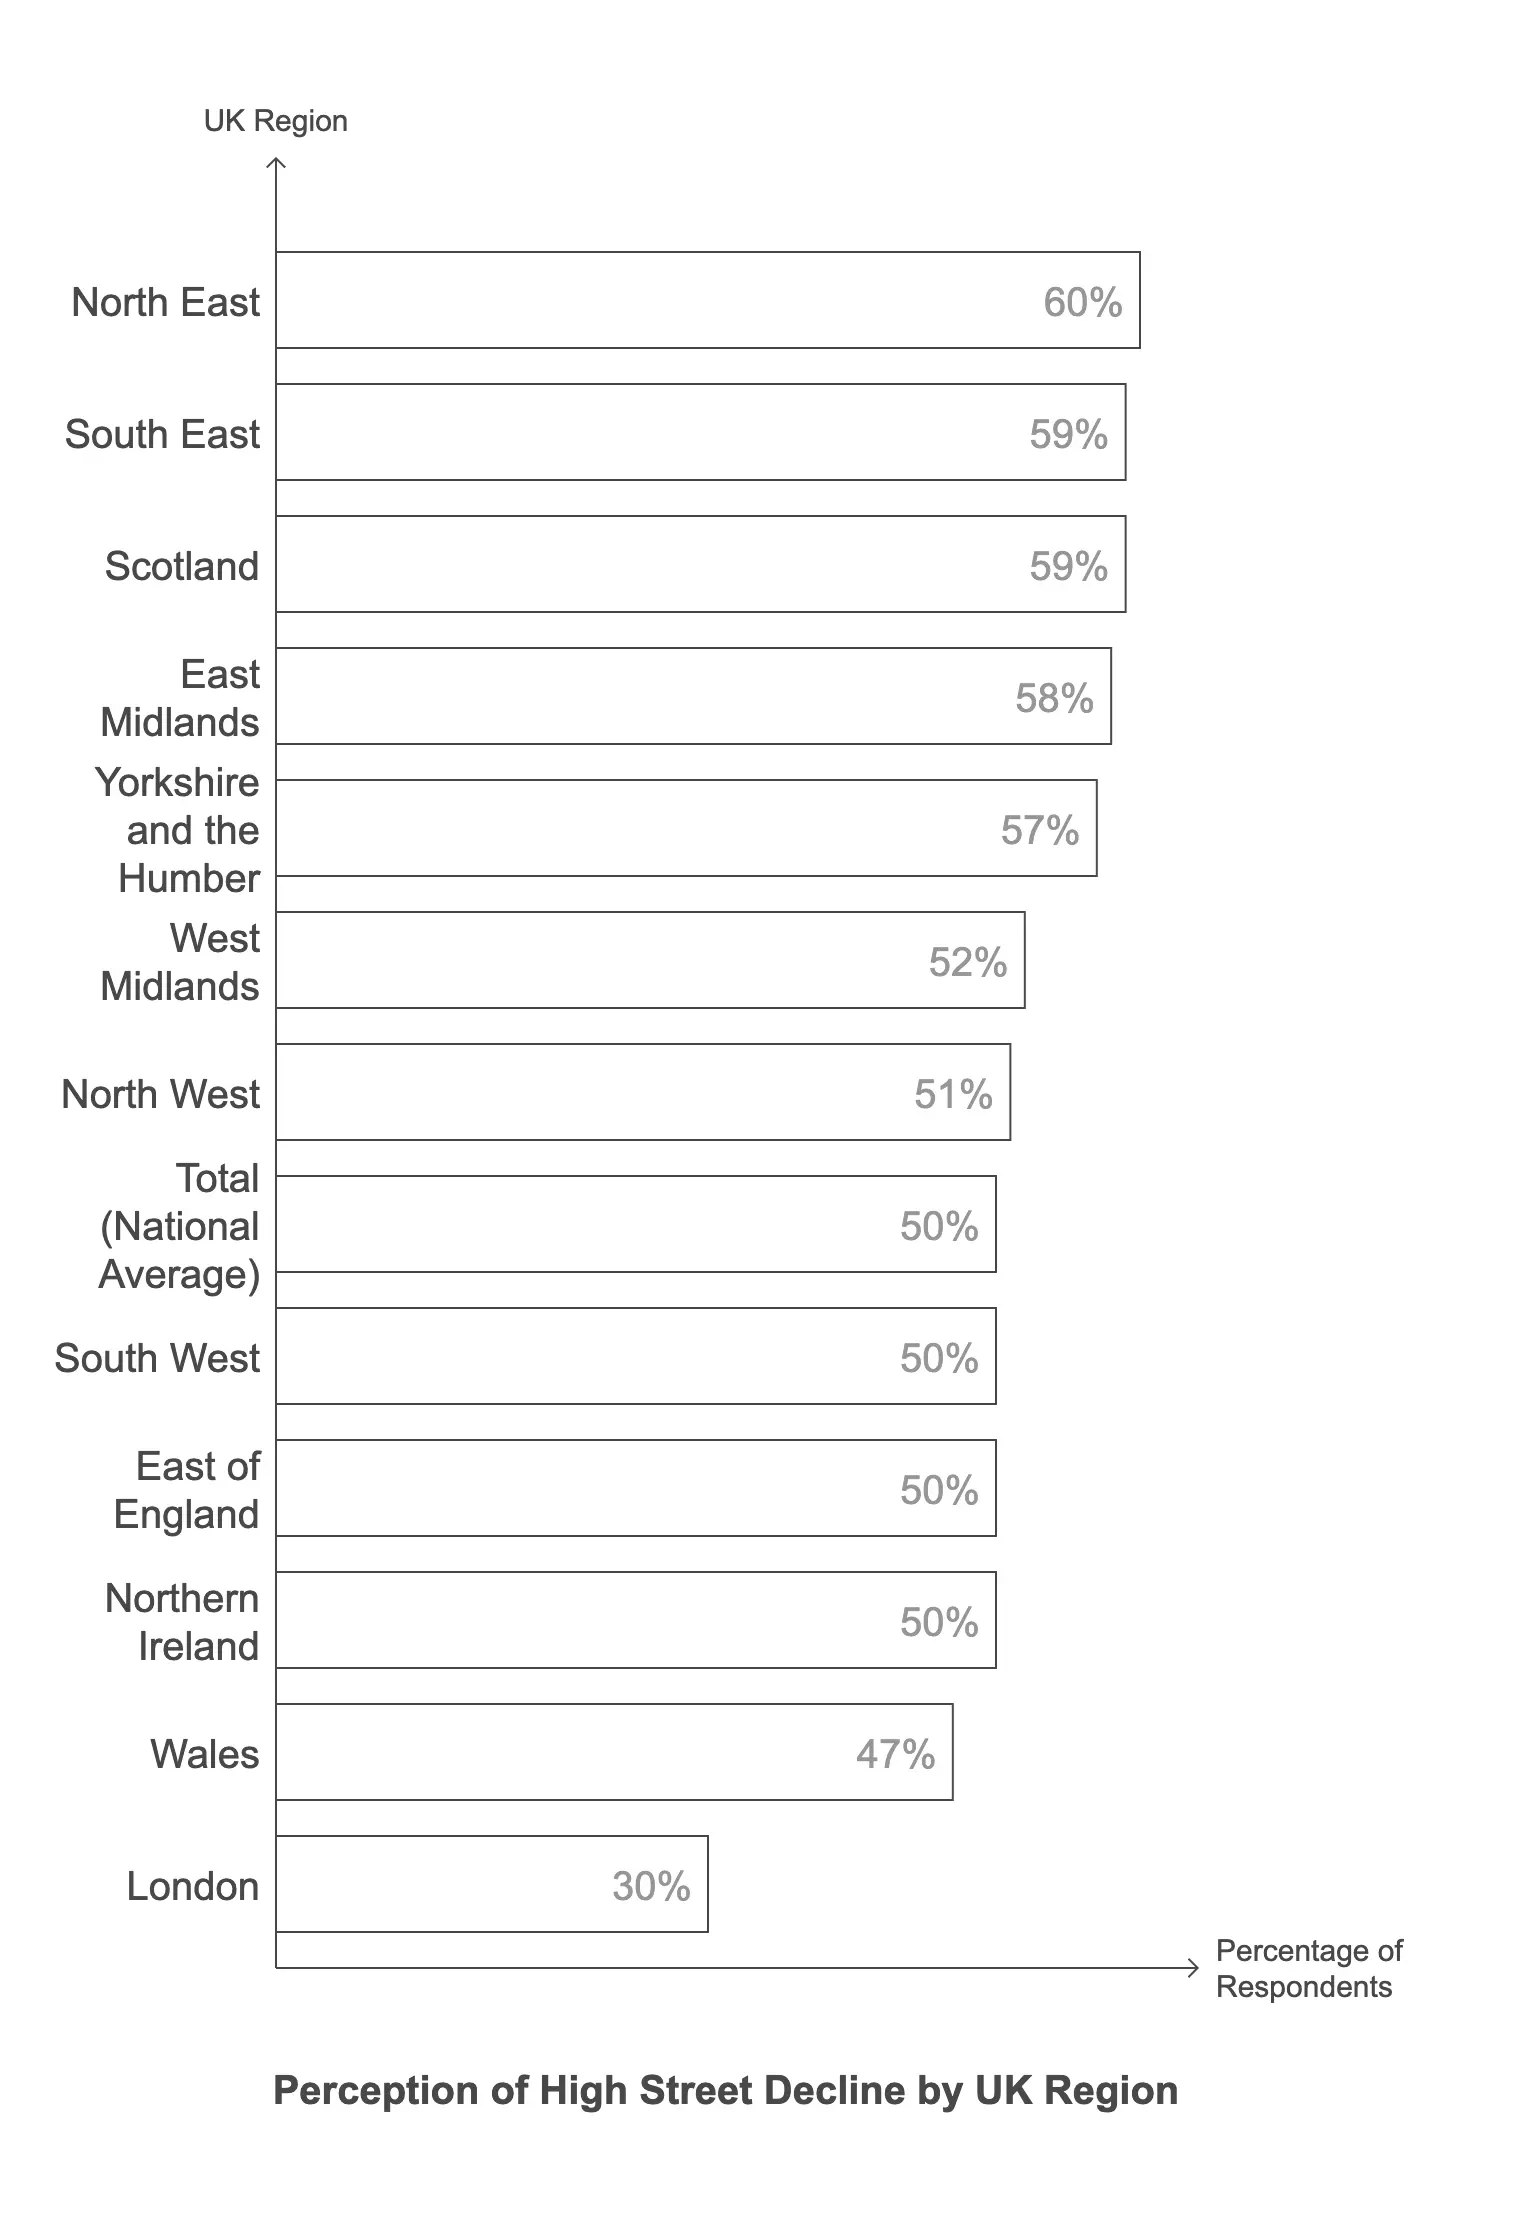 UK Region
North East
60%
South East
59%
Scotland
59%
East
Midlands
58%
Yorkshire
and the
Humber
57%
West
Midlands
52%
North West
51%
Total
(National
Average)
50%
South West
50%
East of
England
50%
Northern
Ireland
50%
Wales
47%
London
30%
Percentage of
Respondents
Perception of High Street Decline by UK Region